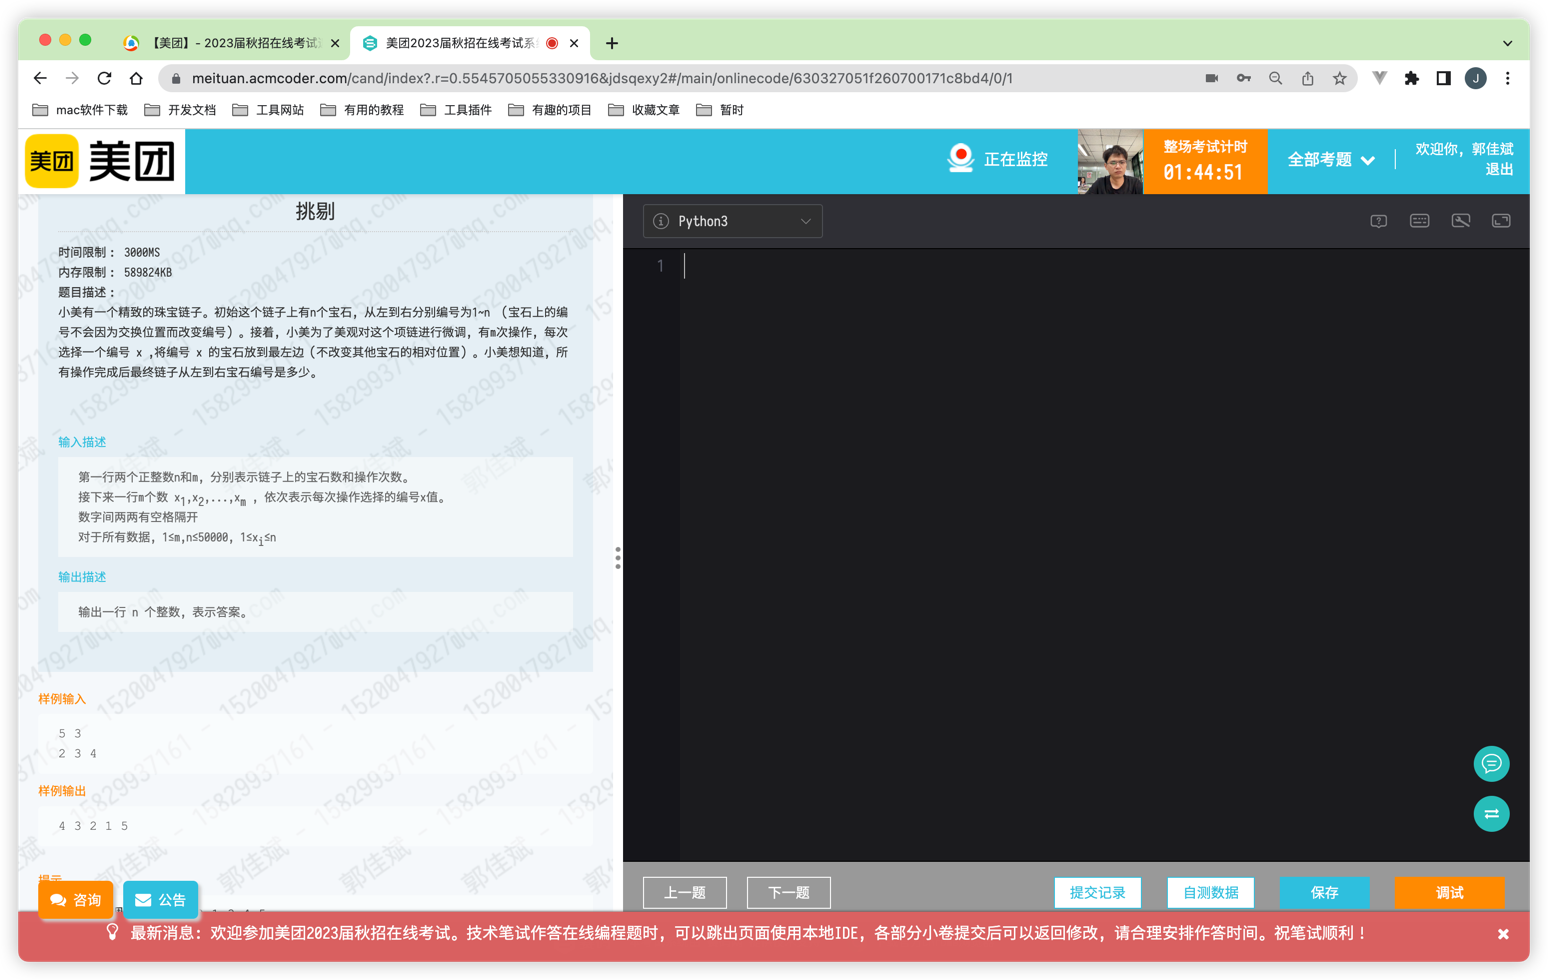 【美团】- 2023届秋招在线考试
美团2023届秋招在线考试系
meituan.acmcoder.com/cand/index?.r=0.5545705055330916&jdsqexy2#/main/onlinecode/630327051f260700171c8bd4/0/1
J
mac软件下载
开发文档
工具网站
有用的教程
工具插件
有趣的项目
收藏文章
暂时
美团 美团
正在监控
整场考试计时
01:44:51
全部考题
欢迎你，郭佳斌
退出
挑剔
时间限制： 3000MS
内存限制： 589824KB
题目描述：
小美有一个精致的珠宝链子。初始这个链子上有n个宝石，从左到右分别编号为1~n （宝石上的编
号不会因为交换位置而改变编号）。接着，小美为了美观对这个项链进行微调，有m次操作，每次
选择一个编号 x ,将编号 x 的宝石放到最左边（不改变其他宝石的相对位置）。小美想知道，所
有操作完成后最终链子从左到右宝石编号是多少。
输入描述
第一行两个正整数n和m，分别表示链子上的宝石数和操作次数。
接下来一行m个数 x1,x2,...,xm ，依次表示每次操作选择的编号x值。
数字间两两有空格隔开
对于所有数据，1≤m,n≤50000，1≤xi≤n
输出描述
输出一行 n 个整数，表示答案。
样例输入
5 3
2 3 4
样例输出
4 3 2 1 5
提示
咨询
公告
Python3
1
上一题
下一题
提交记录
自测数据
保存
调试
最新消息：欢迎参加美团2023届秋招在线考试。技术笔试作答在线编程题时，可以跳出页面使用本地IDE，各部分小卷提交后可以返回修改，请合理安排作答时间。祝笔试顺利！
郭佳斌 - 15829937161 - 1520047927@qq.com